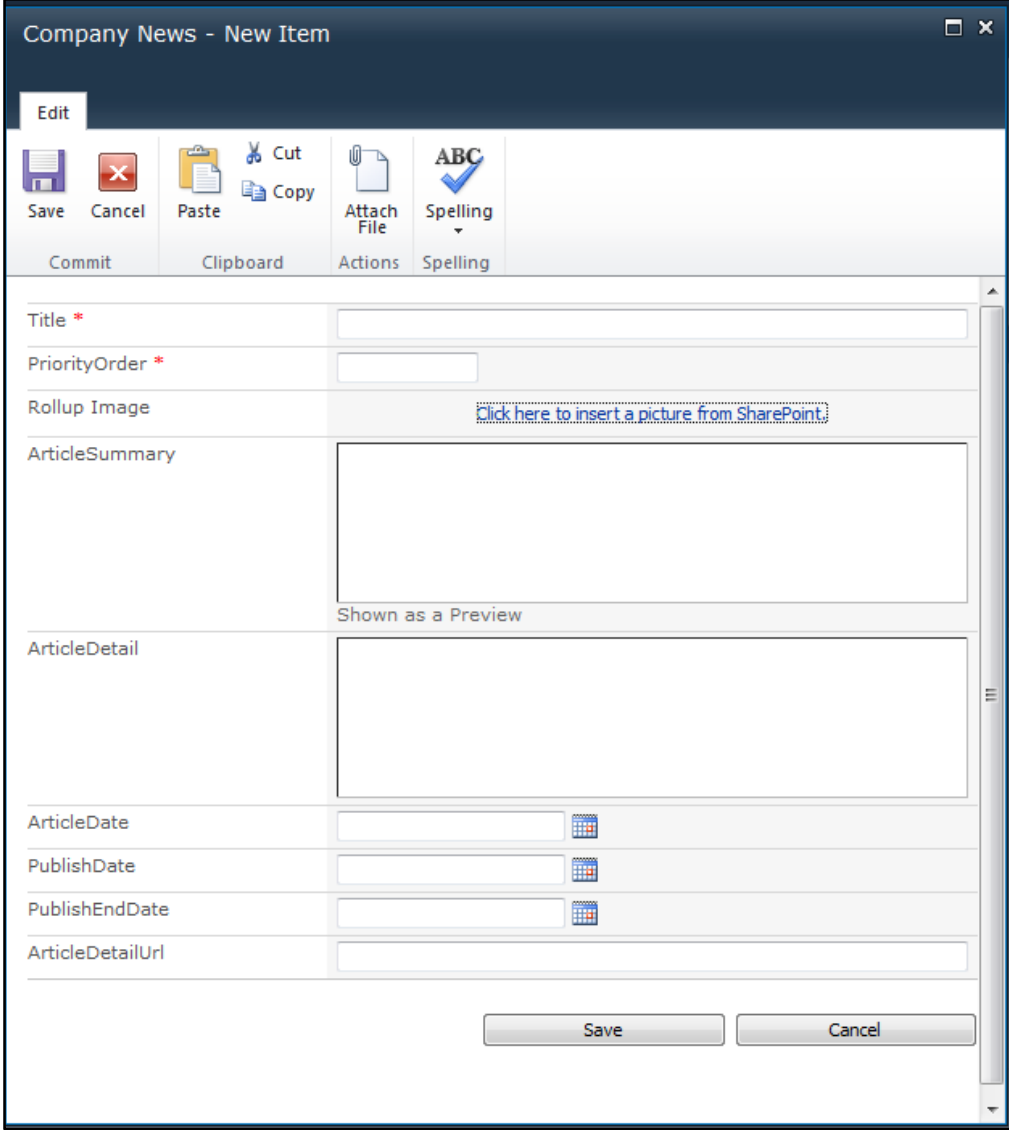 Company News - New Item
Edit
Save
Cancel
Paste
Cut
Copy
Attach
File
ABC
Spelling
Commit
Clipboard
Actions
Spelling
Title *
PriorityOrder *
Rollup Image
Click here to insert a picture from SharePoint.
ArticleSummary
Shown as a Preview
ArticleDetail
ArticleDate
PublishDate
PublishEndDate
ArticleDetailUrl
Save
Cancel